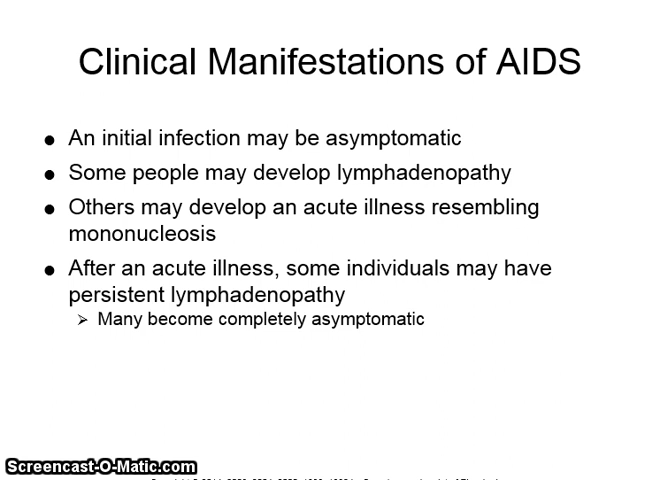 Clinical Manifestations of AIDS
● An initial infection may be asymptomatic
● Some people may develop lymphadenopathy
● Others may develop an acute illness resembling
mononucleosis
● After an acute illness, some individuals may have
persistent lymphadenopathy
➢ Many become completely asymptomatic
Screencast-O-Matic.com